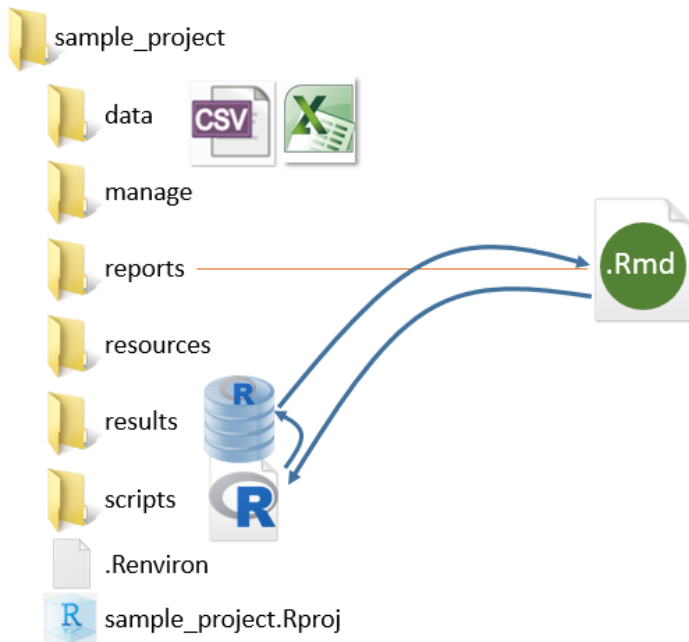 sample_project
data
CSV
X
manage
reports
.Rmd
resources
R
results
scripts
R
.Renviron
R
sample_project.Rproj